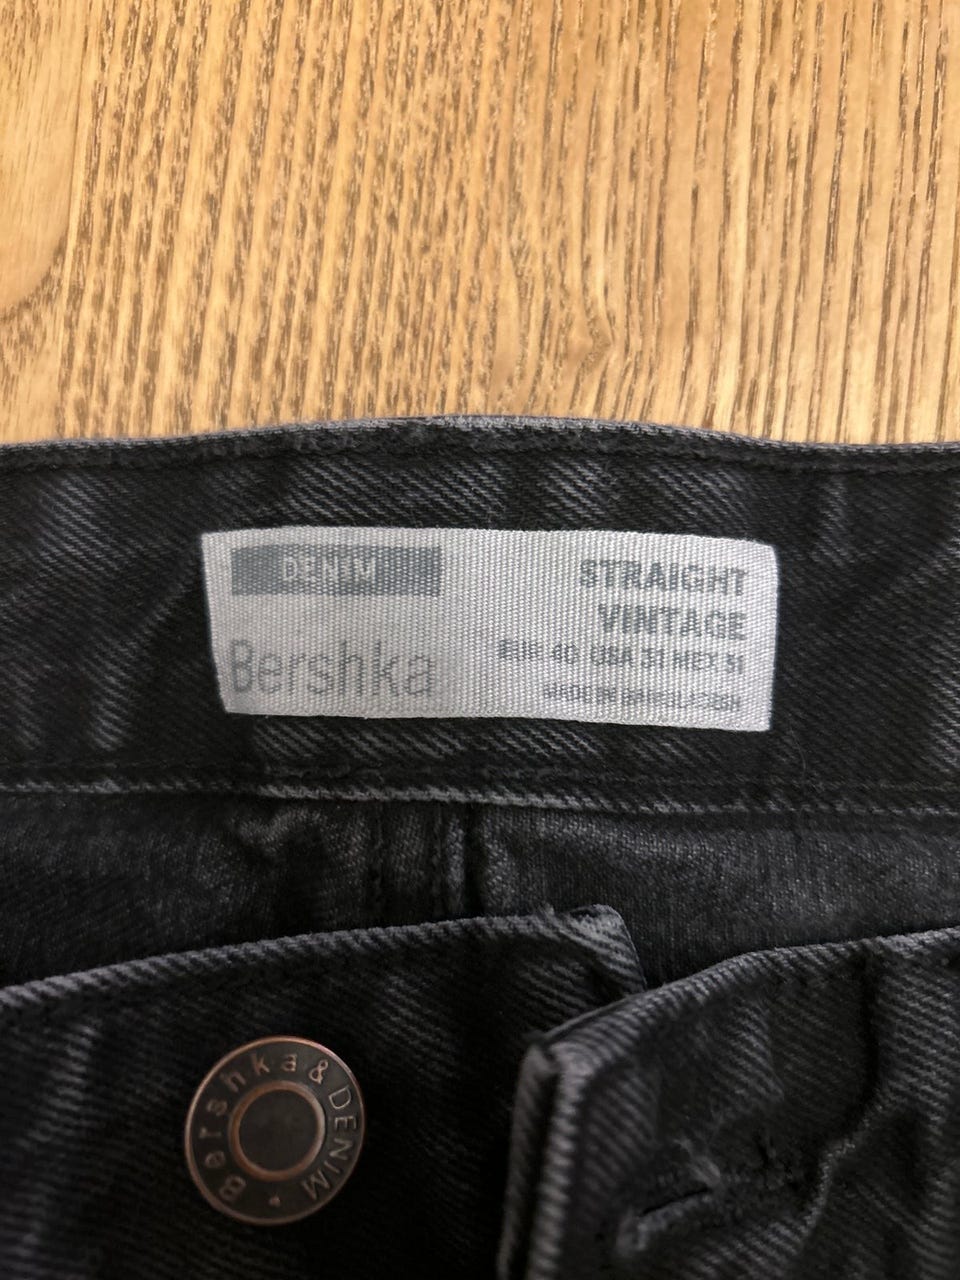 DENIM
Bershka
STRAIGHT
VINTAGE
EUR 40 USA 31 MEX 31
MADE IN BANGLADESH
Bershka & DENIM